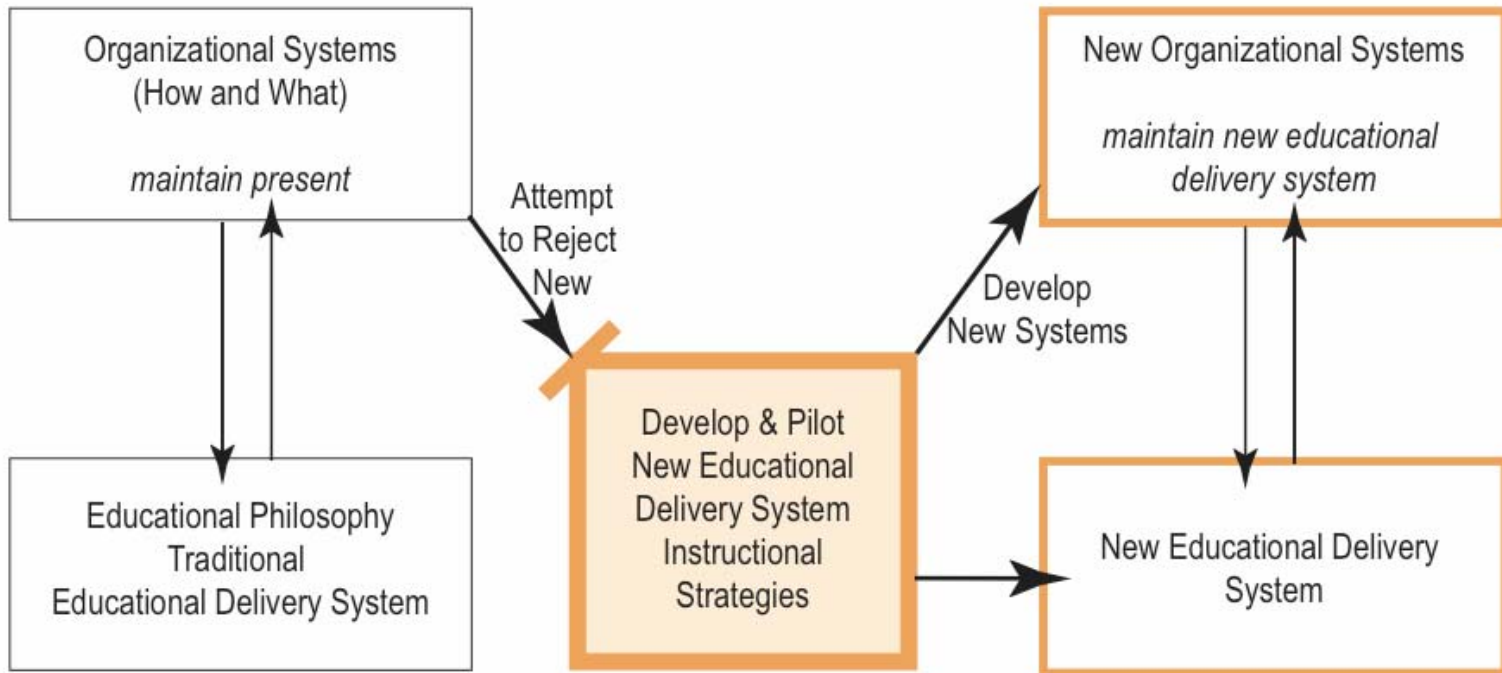 Organizational Systems
(How and What)
maintain present
Attempt
to Reject
New
Educational Philosophy
Traditional
Educational Delivery System
Develop & Pilot
New Educational
Delivery System
Instructional
Strategies
Develop
New Systems
New Organizational Systems
maintain new educational
delivery system
New Educational Delivery
System